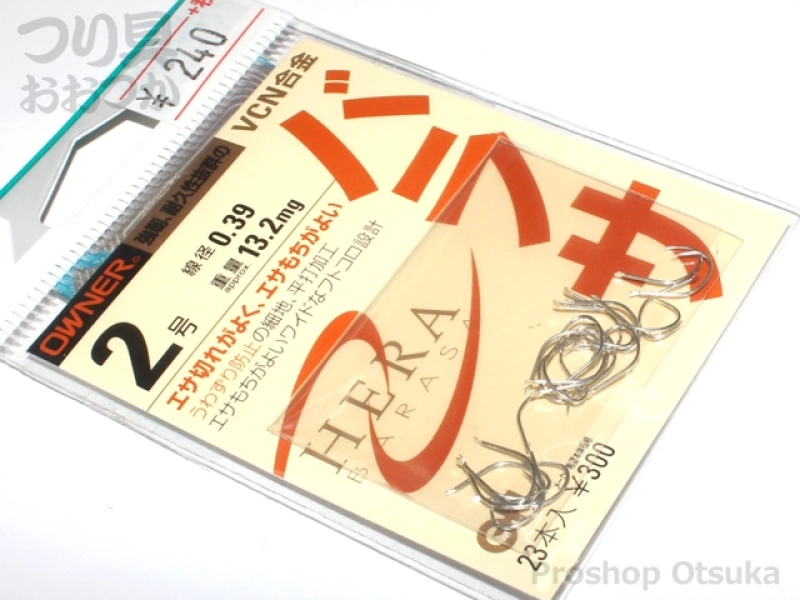 つり具
おおつか
¥240
OWNER®
強靭、耐久性抜群の
VCN合金
バラサ
2号
線径 0.39
重量 approx. 13.2mg
エサ切れがよく、エサもちがよい
うわずり防止の細地、平打加工
エサもちがよいワイドなフトコロ設計
HERA
BARASA
23本入 ¥300
Proshop Otsuka